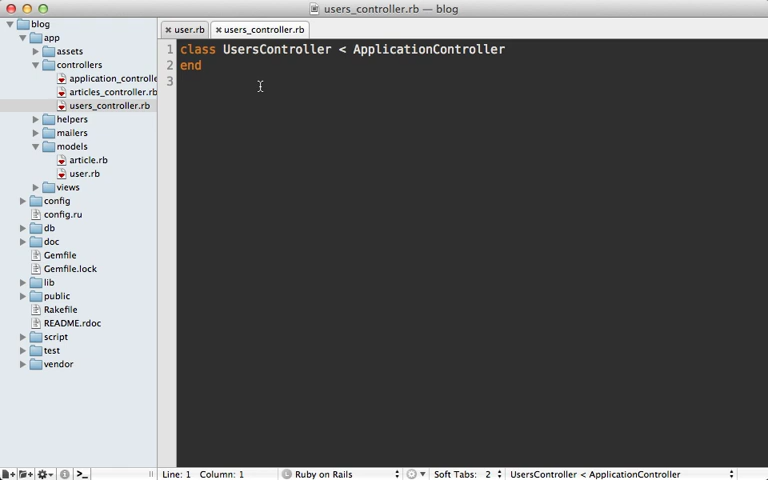 users_controller.rb — blog
blog
app
assets
controllers
application_controlle
articles_controller.rb
users_controller.rb
helpers
mailers
models
article.rb
user.rb
views
config
config.ru
db
doc
Gemfile
Gemfile.lock
lib
public
Rakefile
README.rdoc
script
test
vendor
user.rb
users_controller.rb
1 class UsersController < ApplicationController
2 end
3
Line: 1 Column: 1
Ruby on Rails
Soft Tabs: 2
UsersController < ApplicationController